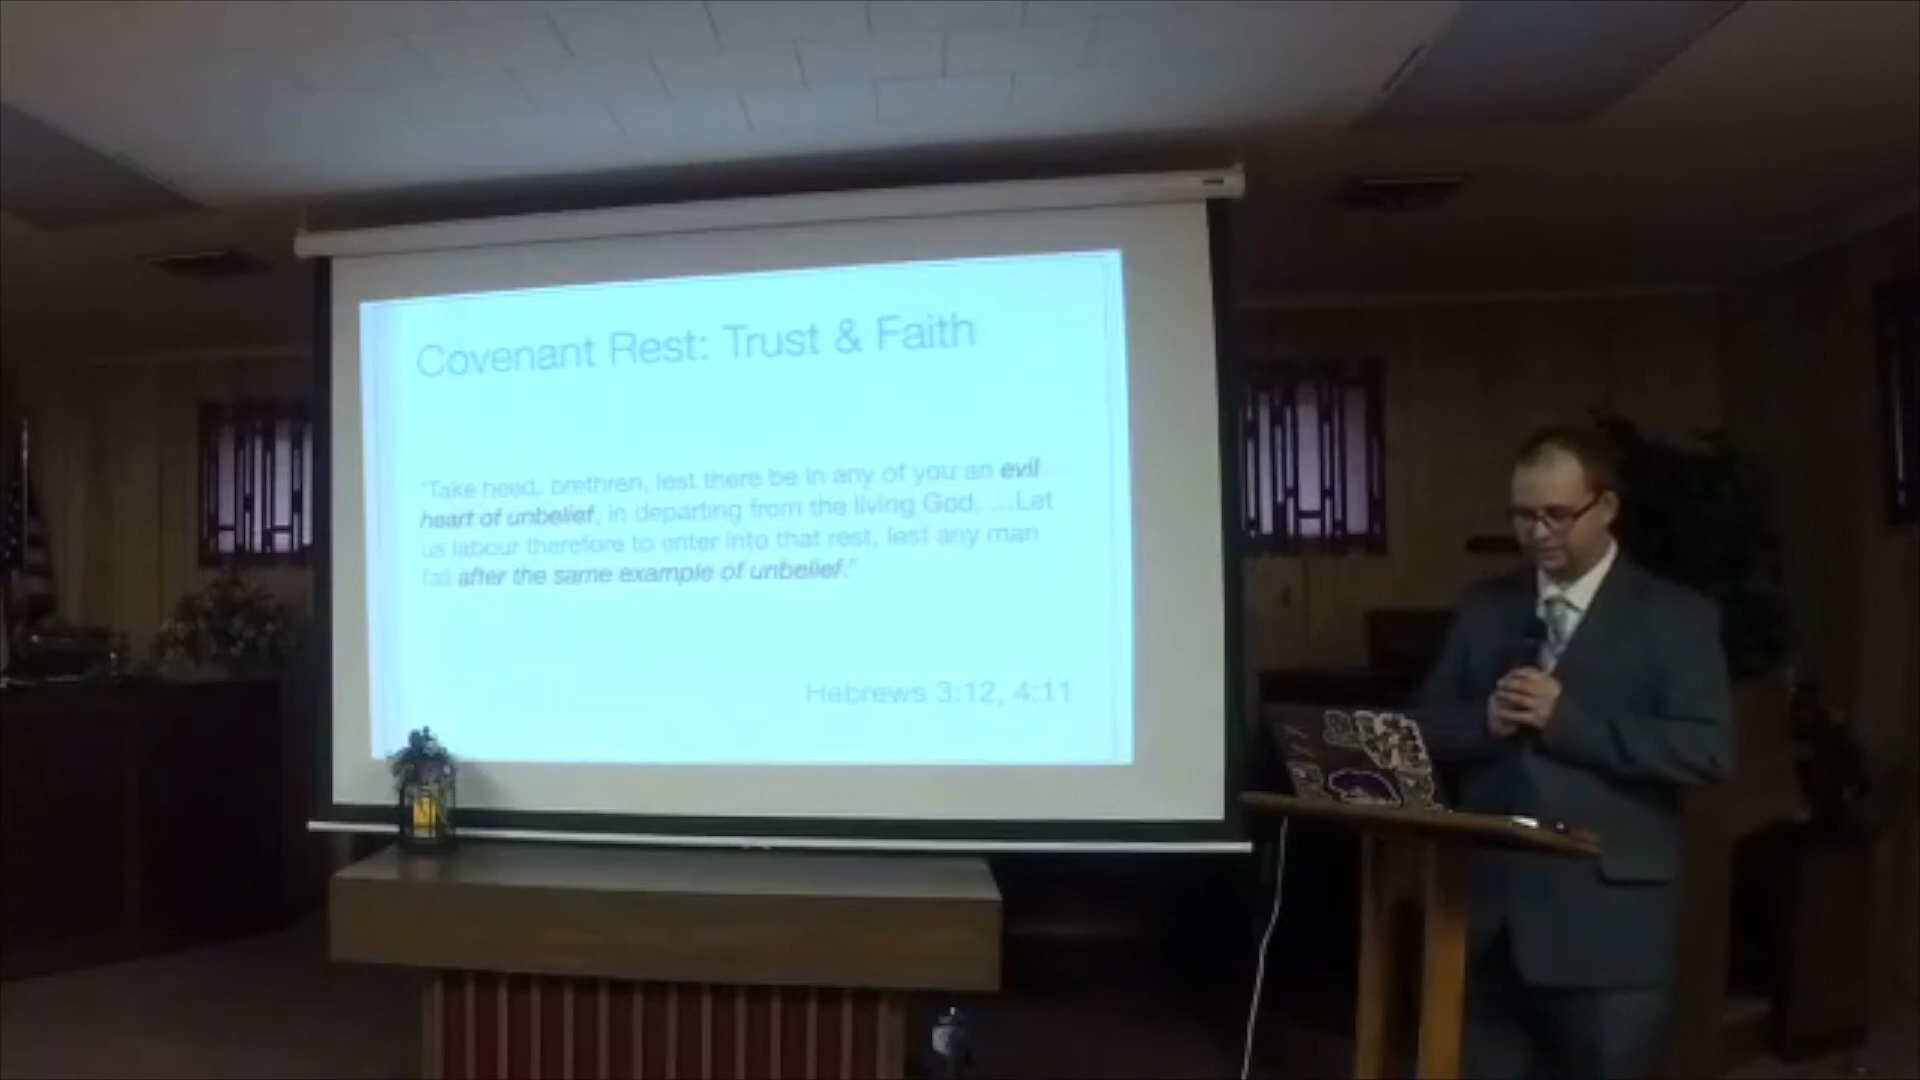 Covenant Rest: Trust & Faith
"Take heed, brethren, lest there be in any of you an evil
heart of unbelief, in departing from the living God. ...Let
us labour therefore to enter into that rest, lest any man
fall after the same example of unbelief."
Hebrews 3:12, 4:11